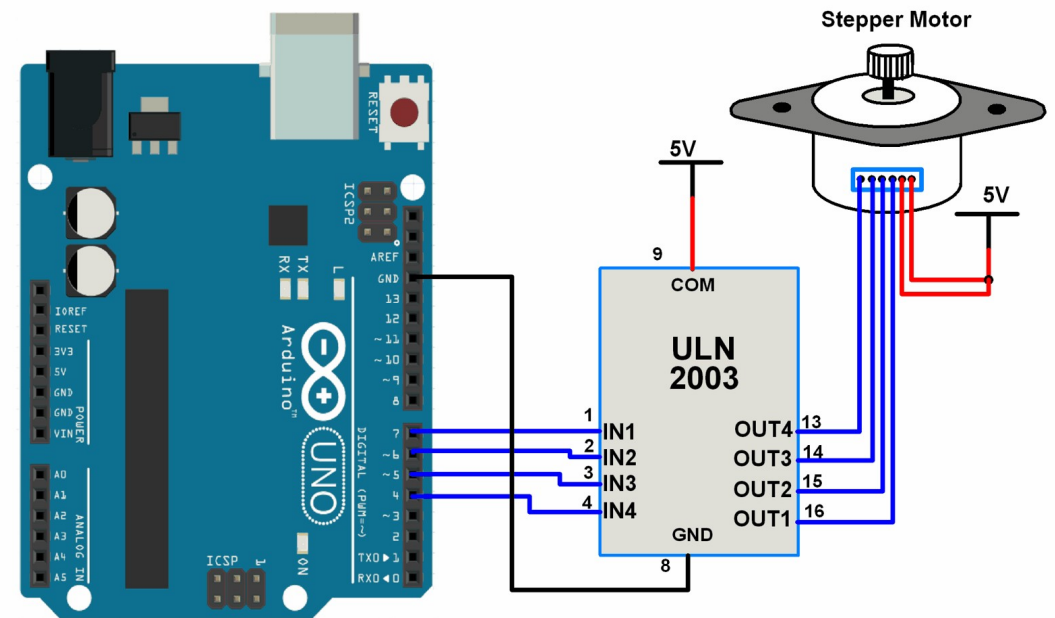 Stepper Motor
5V
5V
RESET
ICSP2
AREF
GND
13
12
~11
~10
~9
8
7
~6
~5
4
~3
2
TX0▶1
RX0◀0
DIGITAL (PWM=~)
L
TX
RX
Arduino™
UNO
ON
ICSP
1
IOREF
RESET
3V3
5V
GND
GND
VIN
POWER
A0
A1
A2
A3
A4
A5
ANALOG IN
9
COM
ULN
2003
1
IN1
2
IN2
3
IN3
4
IN4
OUT4
13
OUT3
14
OUT2
15
OUT1
16
GND
8